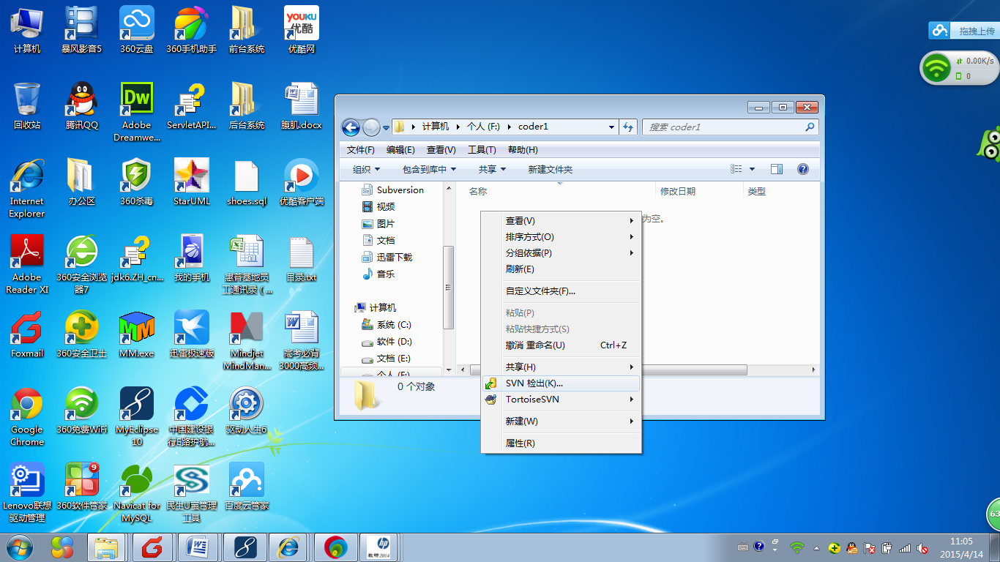 计算机
暴风影音5
360云盘
360手机助手
前台系统
YOUKU
优酷
优酷网
回收站
腾讯QQ
Dw
Adobe
Dreamwe...
ServletAPI...
后台系统
腹肌.docx
Internet
Explorer
办公区
360杀毒
StarUML
shoes.sql
优酷客户端
Adobe
Reader XI
360安全浏览
器7
jdk6.ZH_cn...
我的手机
惠普基地员
工通讯录（...
目录.txt
Foxmail
360安全卫士
MM.exe
迅雷极速版
Mindjet
MindMan...
高考必背
3000高频...
Google
Chrome
360免费WiFi
MyEclipse
10
中国建设银
行E路护航...
驱动人生6
Lenovo联想
驱动管理
9
360软件管家
Navicat for
MySQL
民生U宝管理
工具
百度云管家
拖拽上传
0.00K/s
0
63
计算机
个人 (F:)
coder1
搜索 coder1
文件(F)
编辑(E)
查看(V)
工具(T)
帮助(H)
组织
包含到库中
共享
新建文件夹
Subversion
视频
图片
文档
迅雷下载
音乐
计算机
系统 (C:)
软件 (D:)
文档 (E:)
个人 (F:)
名称
修改日期
类型
为空。
0 个对象
查看(V)
排序方式(O)
分组依据(P)
刷新(E)
自定义文件夹(F)...
粘贴(P)
粘贴快捷方式(S)
撤消 重命名(U) Ctrl+Z
共享(H)
SVN 检出(K)...
TortoiseSVN
新建(W)
属性(R)
hp
11:05
2015/4/14